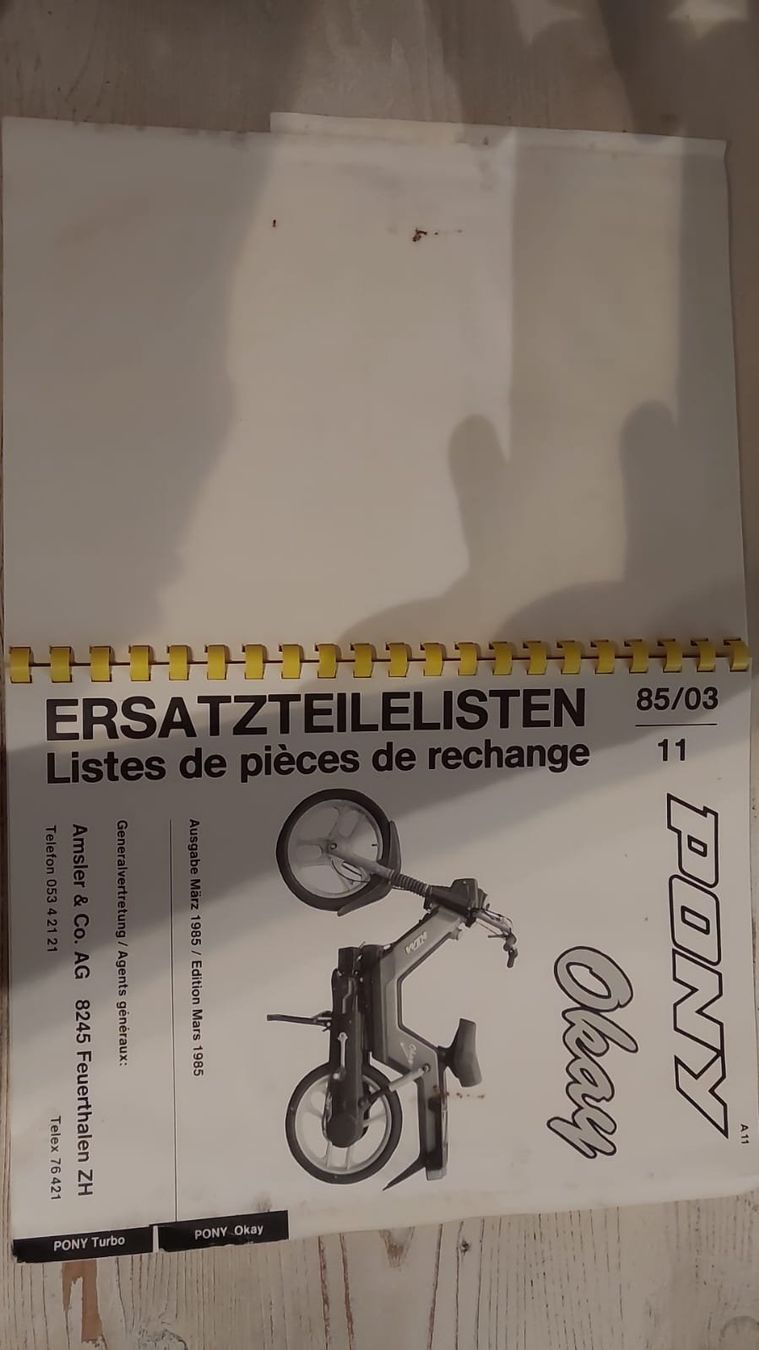 ERSATZTEILELISTEN
Listes de pièces de rechange
85/03
11
A11
PONY
Okay
Ausgabe März 1985 / Edition Mars 1985
Generalvertretung / Agents généraux:
Amsler & Co. AG 8245 Feuerthalen ZH
Telefon 053 4 21 21 Telex 76 421
PONY Turbo
PONY Okay